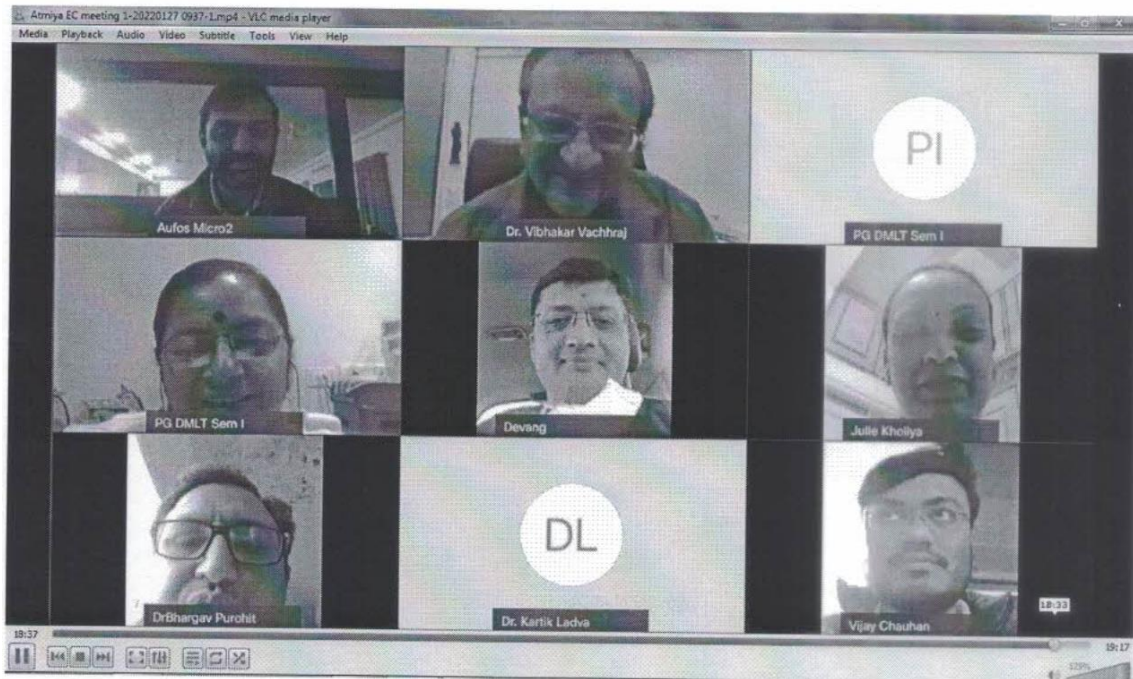 Atmiya EC meeting 1-20220127 0937-1.mp4 - VLC media player
Media Playback Audio Video Subtitle Tools View Help
PI
Aufos Micro2
Dr. Vibhakar Vachhraj
PG DMLT Sem I
PG DMLT Sem I
Devang
Julie Kholiya
DL
DrBhargav Purohit
Dr. Kartik Ladva
Vijay Chauhan
18:33
18:37
19:17
125%